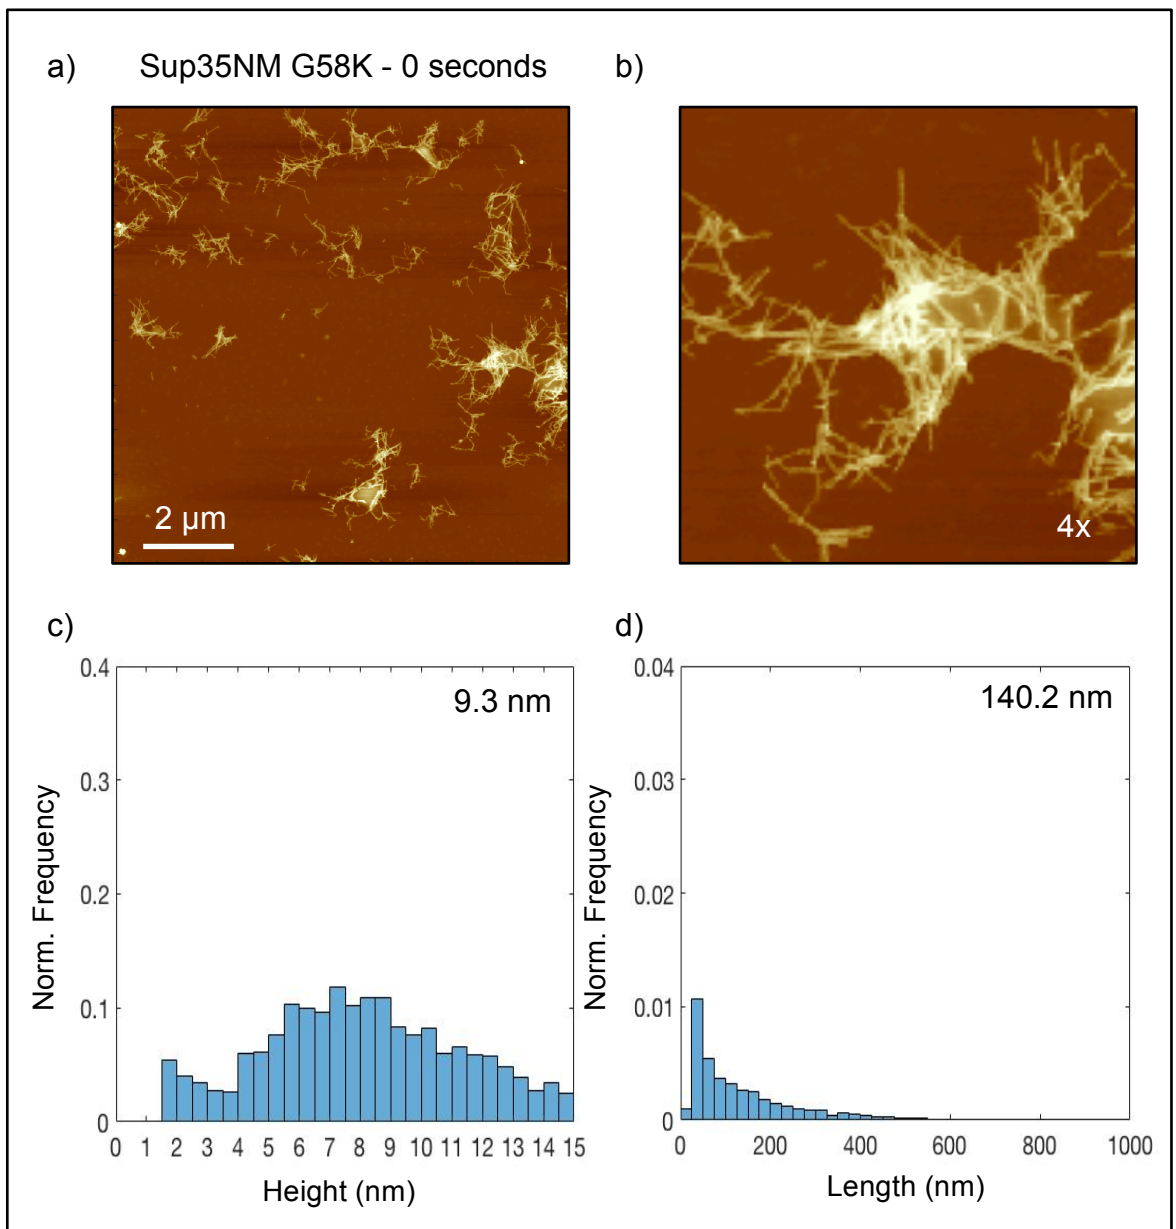 a) Sup35NM G58K - 0 seconds b)
2 µm
4x
c) d)
0.4
0.3
0.2
0.1
0
9.3 nm
Norm. Frequency
0 1 2 3 4 5 6 7 8 9 10 11 12 13 14 15
Height (nm)
0.04
0.03
0.02
0.01
0
140.2 nm
Norm. Frequency
0 200 400 600 800 1000
Length (nm)